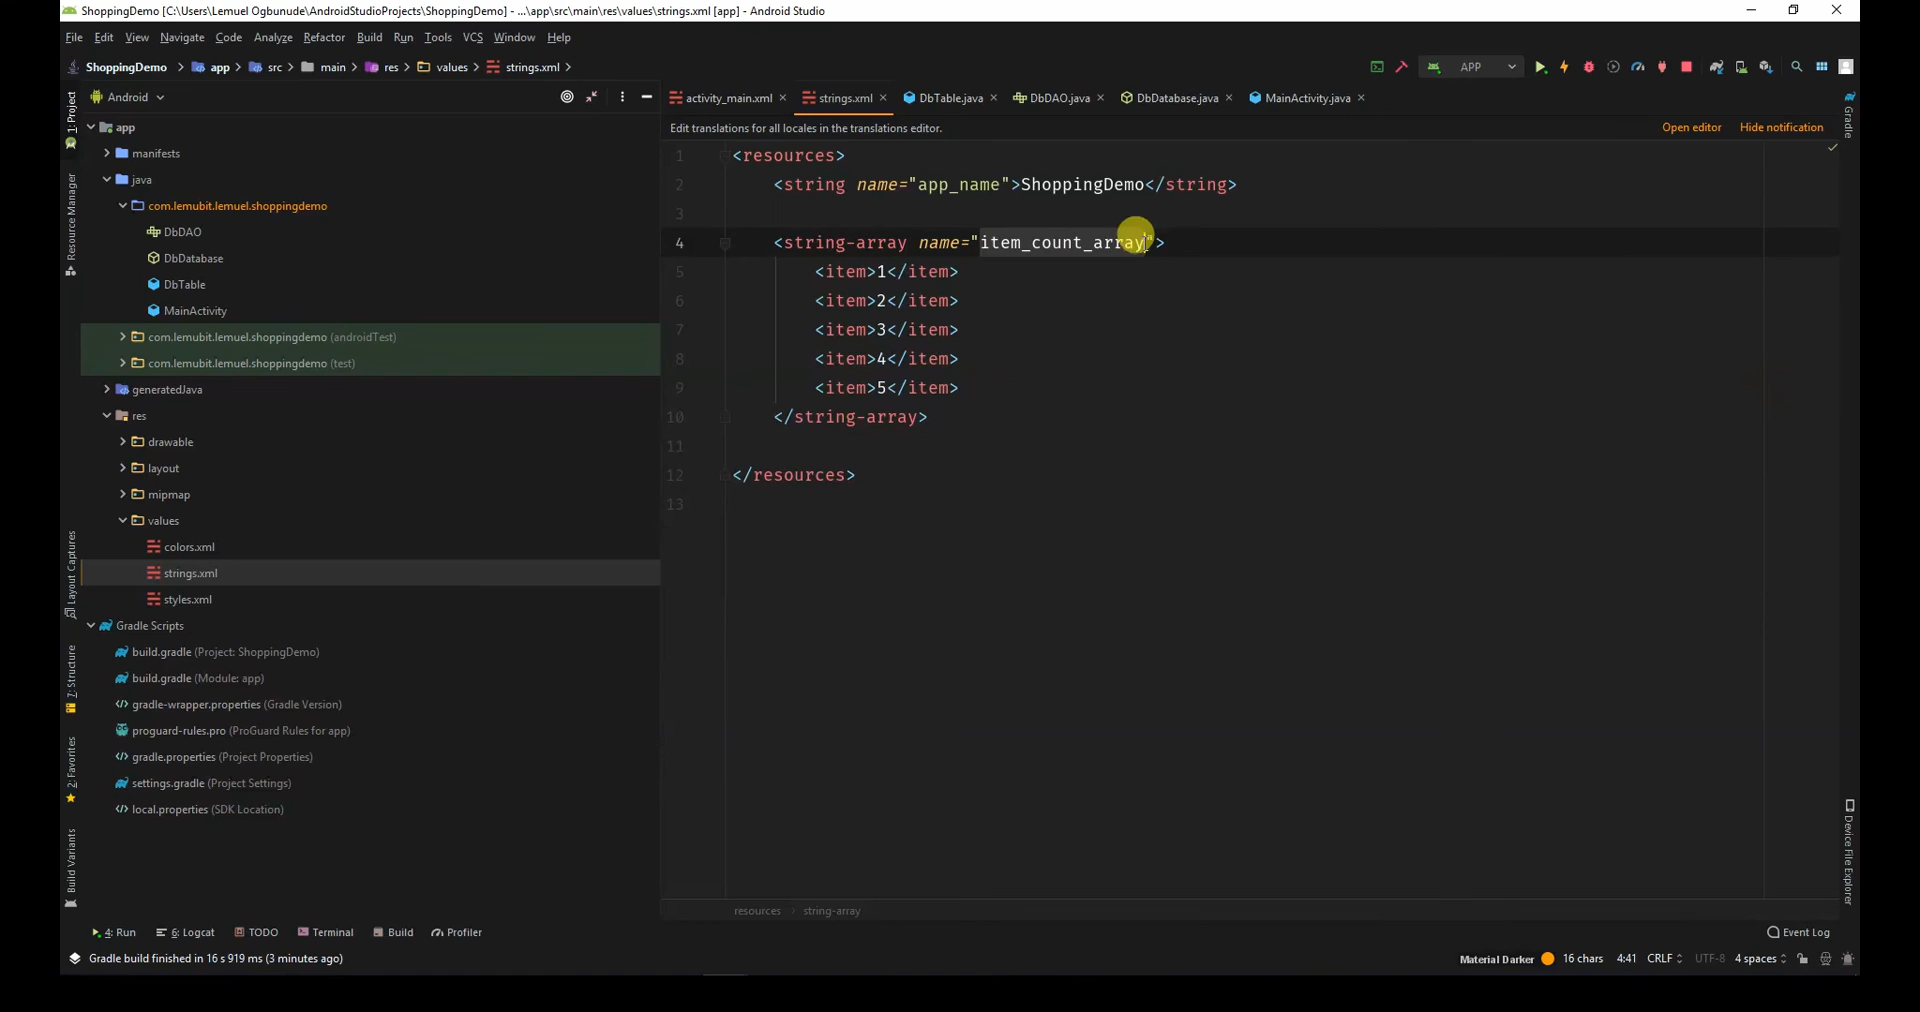 ShoppingDemo [C:\Users\Lemuel Ogbunude\AndroidStudioProjects\ShoppingDemo] - ...\app\src\main\res\values\strings.xml [app] - Android Studio
File Edit View Navigate Code Analyze Refactor Build Run Tools VCS Window Help
ShoppingDemo app src main res values strings.xml
APP
Android
activity_main.xml strings.xml DbTable.java DbDAO.java DbDatabase.java MainActivity.java
Edit translations for all locales in the translations editor.
Open editor Hide notification
1: Project
Resource Manager
Layout Captures
7: Structure
2: Favorites
Build Variants
app
manifests
java
com.lemubit.lemuel.shoppingdemo
DbDAO
DbDatabase
DbTable
MainActivity
com.lemubit.lemuel.shoppingdemo (androidTest)
com.lemubit.lemuel.shoppingdemo (test)
generatedJava
res
drawable
layout
mipmap
values
colors.xml
strings.xml
styles.xml
Gradle Scripts
build.gradle (Project: ShoppingDemo)
build.gradle (Module: app)
gradle-wrapper.properties (Gradle Version)
proguard-rules.pro (ProGuard Rules for app)
gradle.properties (Project Properties)
settings.gradle (Project Settings)
local.properties (SDK Location)
1 <resources>
2 <string name="app_name">ShoppingDemo</string>
3
4 <string-array name="item_count_array">
5 <item>1</item>
6 <item>2</item>
7 <item>3</item>
8 <item>4</item>
9 <item>5</item>
10 </string-array>
11
12 </resources>
13
resources string-array
Gradle
Device File Explorer
4: Run 6: Logcat TODO Terminal Build Profiler
Event Log
Gradle build finished in 16 s 919 ms (3 minutes ago)
Material Darker 16 chars 4:41 CRLF UTF-8 4 spaces